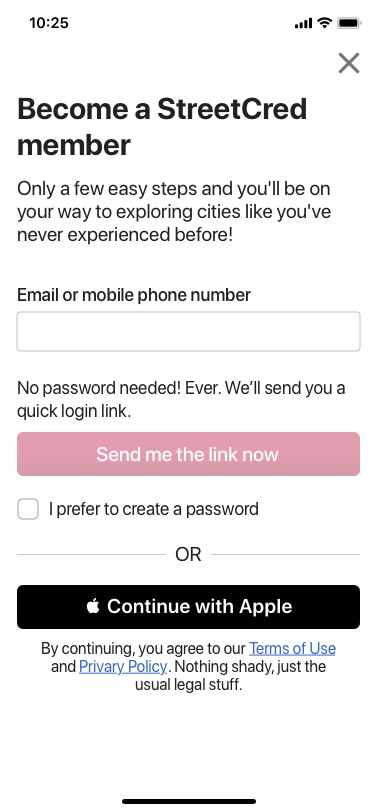 10:25
Become a StreetCred
member
Only a few easy steps and you'll be on
your way to exploring cities like you've
never experienced before!
Email or mobile phone number
No password needed! Ever. We'll send you a
quick login link.
Send me the link now
I prefer to create a password
OR
Continue with Apple
By continuing, you agree to our Terms of Use
and Privary Policy. Nothing shady, just the
usual legal stuff.